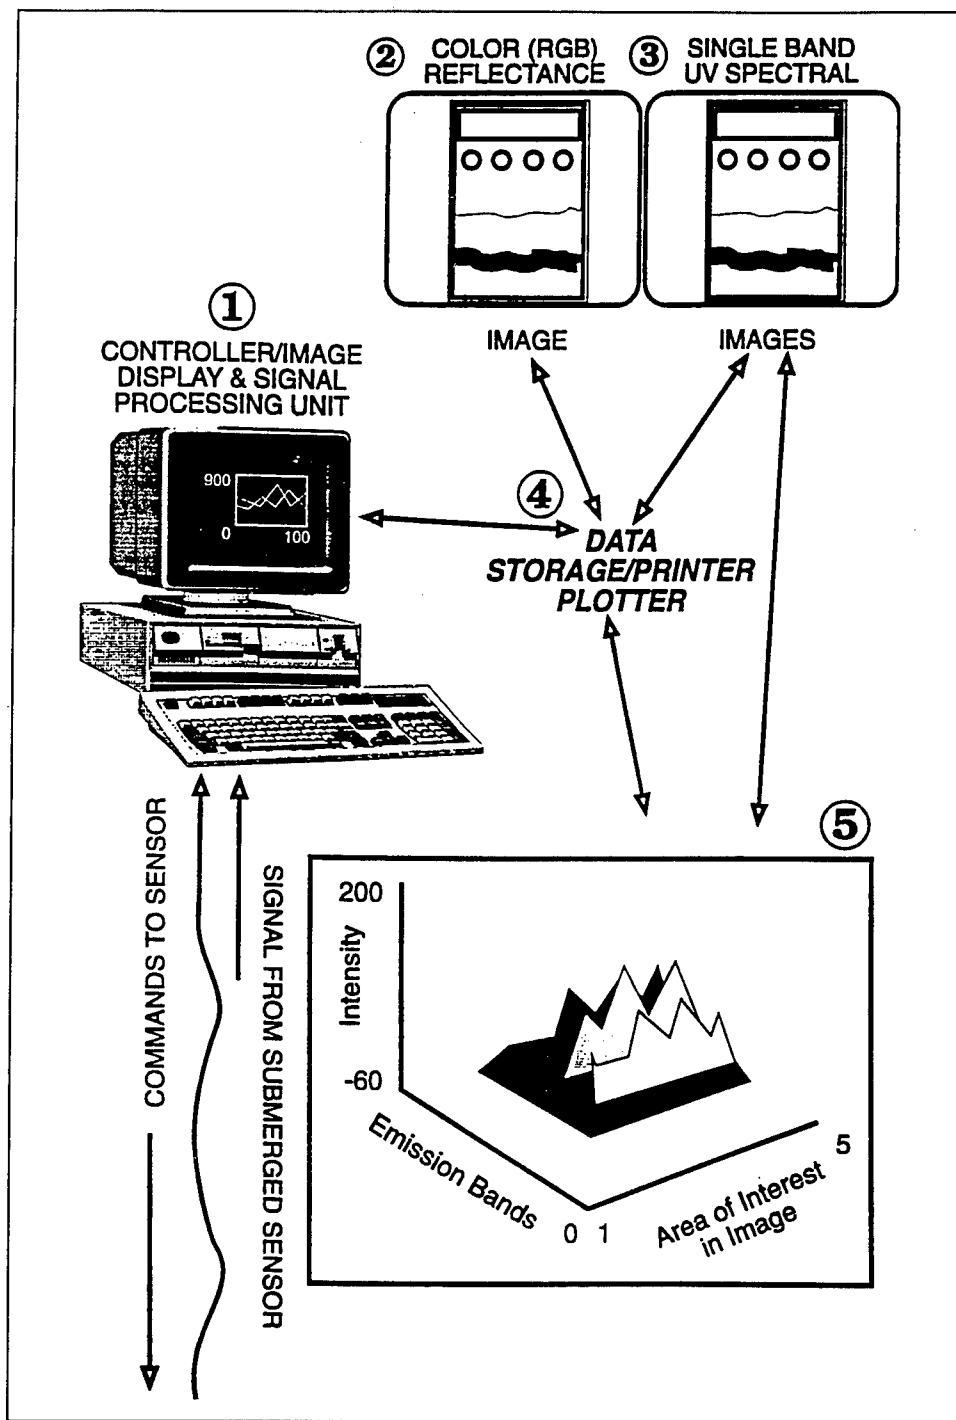 2 COLOR (RGB)
REFLECTANCE
3 SINGLE BAND
UV SPECTRAL
IMAGE
IMAGES
1
CONTROLLER/IMAGE
DISPLAY & SIGNAL
PROCESSING UNIT
900
0 100
4
DATA
STORAGE/PRINTER
PLOTTER
COMMANDS TO SENSOR
SIGNAL FROM SUBMERGED SENSOR
5
200
Intensity
-60
Emission Bands
0 1
5
Area of Interest
in Image